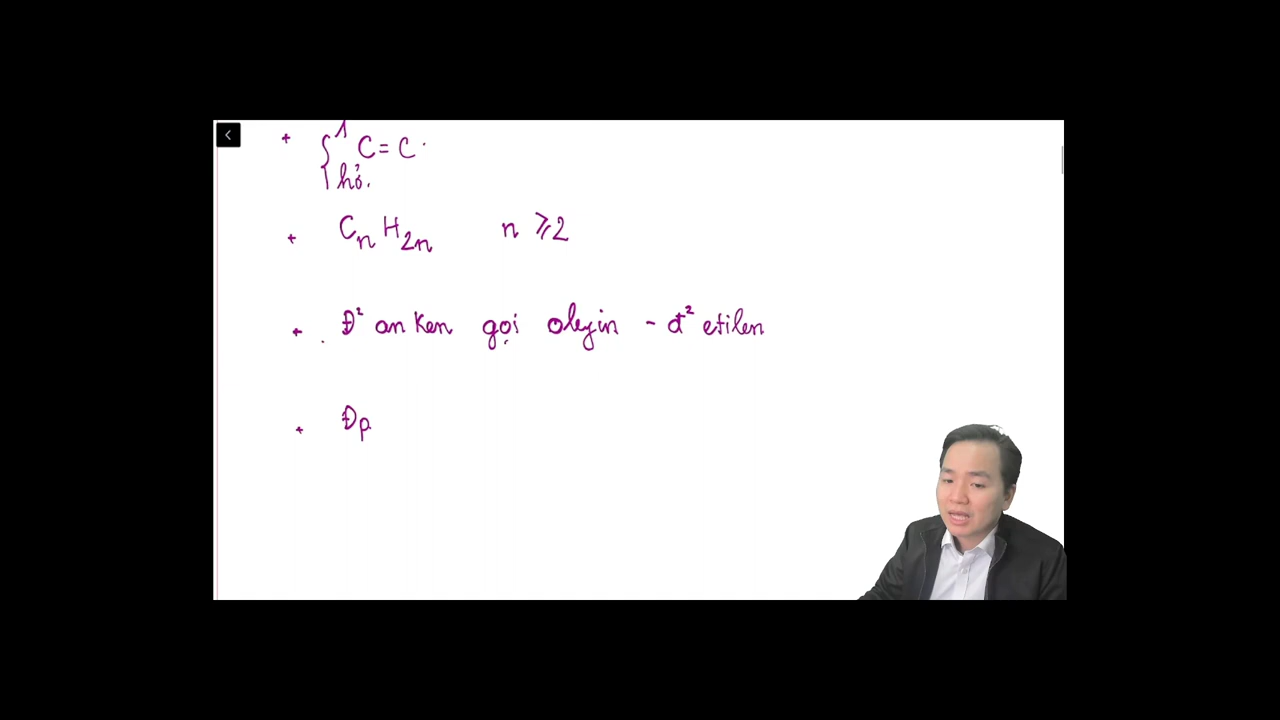 + { 1 C = C .
hở.
+ CnH2n n ⩾ 2
+ Đ² anken gọi olefin - đ² etilen
+ Đp